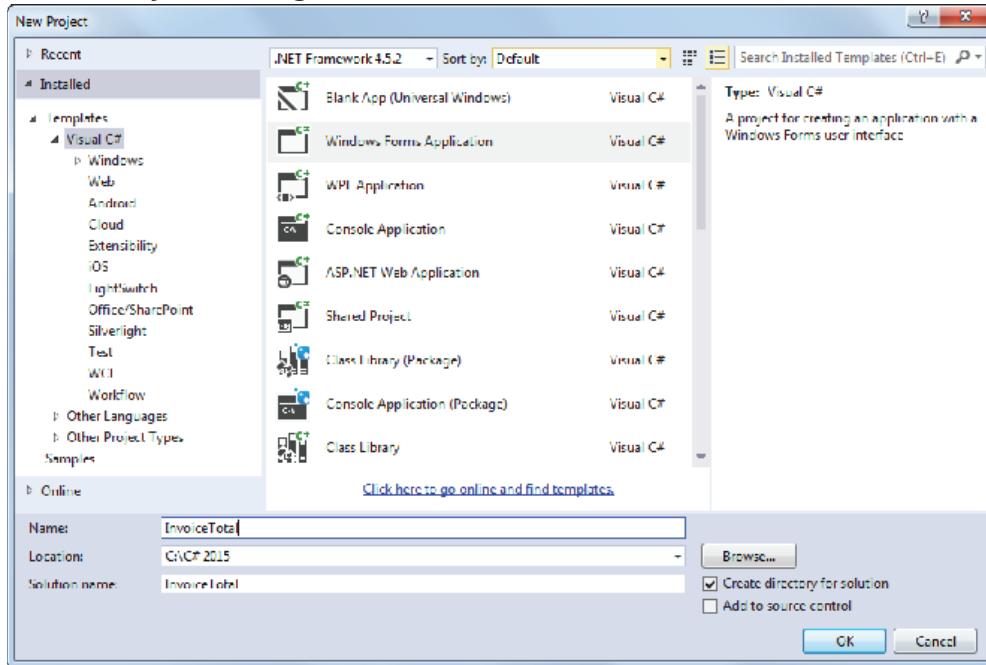 New Project
Recent
.NET Framework 4.5.2 Sort by: Default Search Installed Templates (Ctrl+E)
Installed
Templates
Visual C#
Windows
Web
Android
Cloud
Extensibility
iOS
LightSwitch
Office/SharePoint
Silverlight
Test
WCF
Workflow
Other Languages
Other Project Types
Samples
Online
Blank App (Universal Windows) Visual C#
Windows Forms Application Visual C#
WPF Application Visual C#
Console Application Visual C#
ASP.NET Web Application Visual C#
Shared Project Visual C#
Class Library (Package) Visual C#
Console Application (Package) Visual C#
Class Library Visual C#
Click here to go online and find templates.
Type: Visual C#
A project for creating an application with a
Windows Forms user interface
Name: InvoiceTotal
Location: C:\C# 2015
Browse...
Solution name: InvoiceTotal
Create directory for solution
Add to source control
OK Cancel